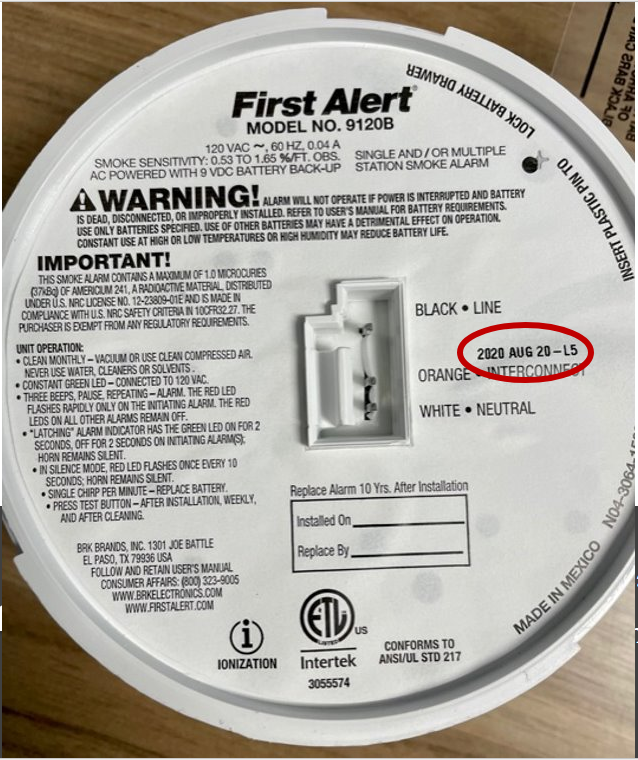 First Alert®
MODEL NO. 9120B
120 VAC ~, 60 HZ, 0.04 A
SMOKE SENSITIVITY: 0.53 TO 1.65 %/FT. OBS.
AC POWERED WITH 9 VDC BATTERY BACK-UP
SINGLE AND / OR MULTIPLE
STATION SMOKE ALARM
LOCK BATTERY DRAWER
INSERT PLASTIC PIN TO
WARNING! ALARM WILL NOT OPERATE IF POWER IS INTERRUPTED AND BATTERY
IS DEAD, DISCONNECTED, OR IMPROPERLY INSTALLED. REFER TO USER'S MANUAL FOR BATTERY REQUIREMENTS.
USE ONLY BATTERIES SPECIFIED. USE OF OTHER BATTERIES MAY HAVE A DETRIMENTAL EFFECT ON OPERATION.
CONSTANT USE AT HIGH OR LOW TEMPERATURES OR HIGH HUMIDITY MAY REDUCE BATTERY LIFE.
IMPORTANT!
THIS SMOKE ALARM CONTAINS A MAXIMUM OF 1.0 MICROCURIES
(37kBq) OF AMERICIUM 241, A RADIOACTIVE MATERIAL, DISTRIBUTED
UNDER U.S. NRC LICENSE NO. 12-23809-01E AND IS MADE IN
COMPLIANCE WITH U.S. NRC SAFETY CRITERIA IN 10CFR32.27. THE
PURCHASER IS EXEMPT FROM ANY REGULATORY REQUIREMENTS.
UNIT OPERATION:
• CLEAN MONTHLY – VACUUM OR USE CLEAN COMPRESSED AIR.
NEVER USE WATER, CLEANERS OR SOLVENTS .
• CONSTANT GREEN LED – CONNECTED TO 120 VAC.
• THREE BEEPS, PAUSE, REPEATING – ALARM. THE RED LED
FLASHES RAPIDLY ONLY ON THE INITIATING ALARM. THE RED
LEDS ON ALL OTHER ALARMS REMAIN OFF.
• "LATCHING" ALARM INDICATOR HAS THE GREEN LED ON FOR 2
SECONDS, OFF FOR 2 SECONDS ON INITIATING ALARM(S);
HORN REMAINS SILENT.
• IN SILENCE MODE, RED LED FLASHES ONCE EVERY 10
SECONDS; HORN REMAINS SILENT.
• SINGLE CHIRP PER MINUTE – REPLACE BATTERY.
• PRESS TEST BUTTON – AFTER INSTALLATION, WEEKLY,
AND AFTER CLEANING.
BRK BRANDS, INC. 1301 JOE BATTLE
EL PASO, TX 79936 USA
FOLLOW AND RETAIN USER'S MANUAL
CONSUMER AFFAIRS: (800) 323–9005
WWW.BRKELECTRONICS.COM
WWW.FIRSTALERT.COM
BLACK • LINE
2020 AUG 20–L5
ORANGE • INTERCONNECT
WHITE • NEUTRAL
Replace Alarm 10 Yrs. After Installation
Installed On
Replace By
IONIZATION
ETL
LISTED
US
Intertek
3055574
CONFORMS TO
ANSI/UL STD 217
MADE IN MEXICO
N04-3064
BLACK BARS